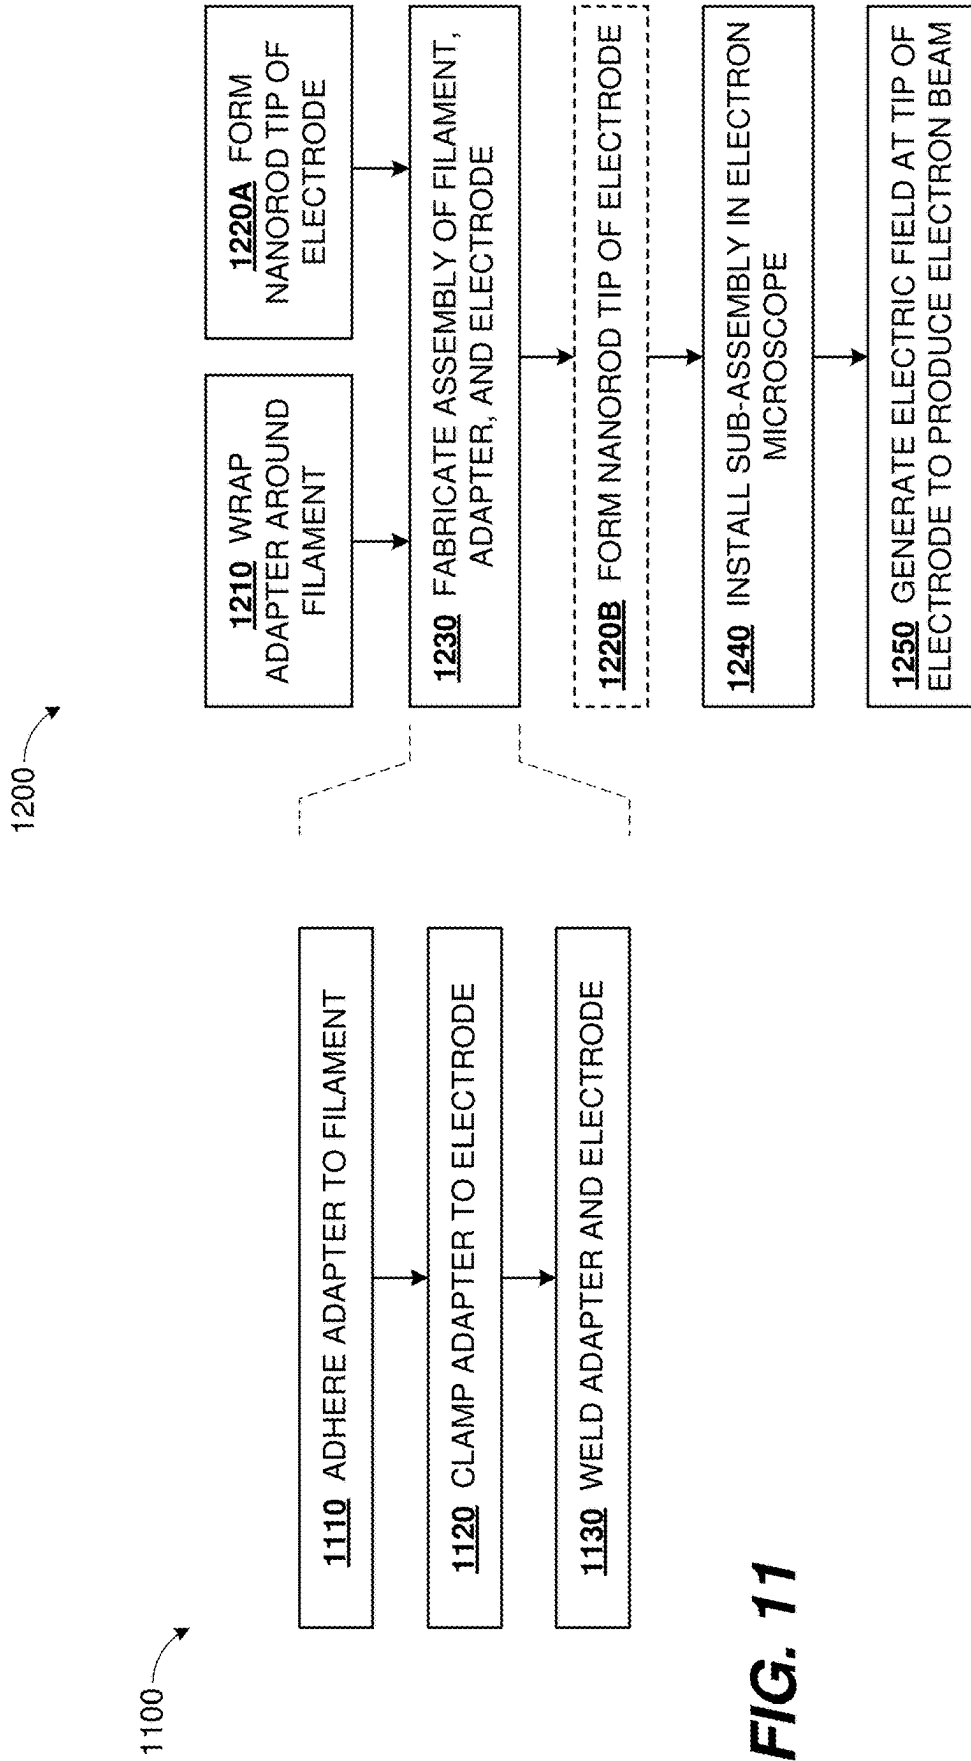 1100
1110 ADHERE ADAPTER TO FILAMENT
1120 CLAMP ADAPTER TO ELECTRODE
1130 WELD ADAPTER AND ELECTRODE
FIG. 11
1200
1210 WRAP
ADAPTER AROUND
FILAMENT
1220A FORM
NANOROD TIP OF
ELECTRODE
1230 FABRICATE ASSEMBLY OF FILAMENT,
ADAPTER, AND ELECTRODE
1220B FORM NANOROD TIP OF ELECTRODE
1240 INSTALL SUB-ASSEMBLY IN ELECTRON
MICROSCOPE
1250 GENERATE ELECTRIC FIELD AT TIP OF
ELECTRODE TO PRODUCE ELECTRON BEAM